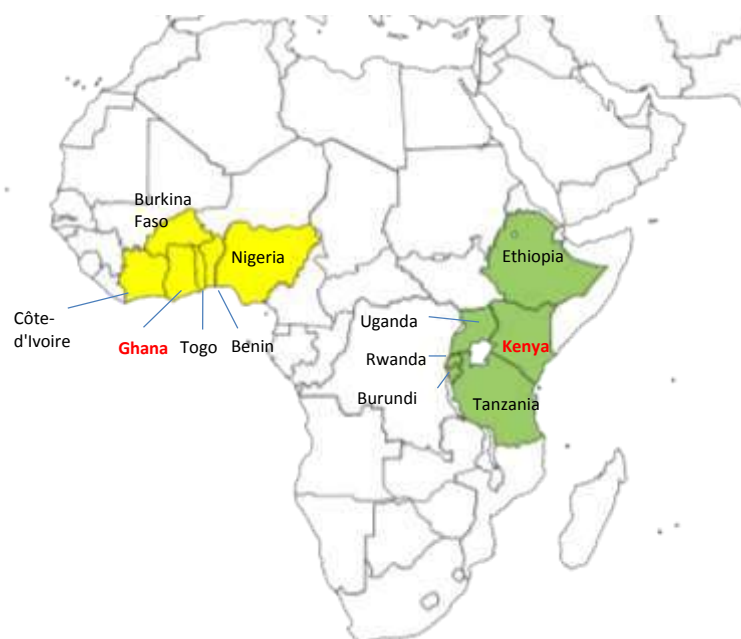 Burkina
Faso
Nigeria
Ethiopia
Côte-
d'Ivoire
Ghana
Togo
Benin
Uganda
Kenya
Rwanda
Burundi
Tanzania